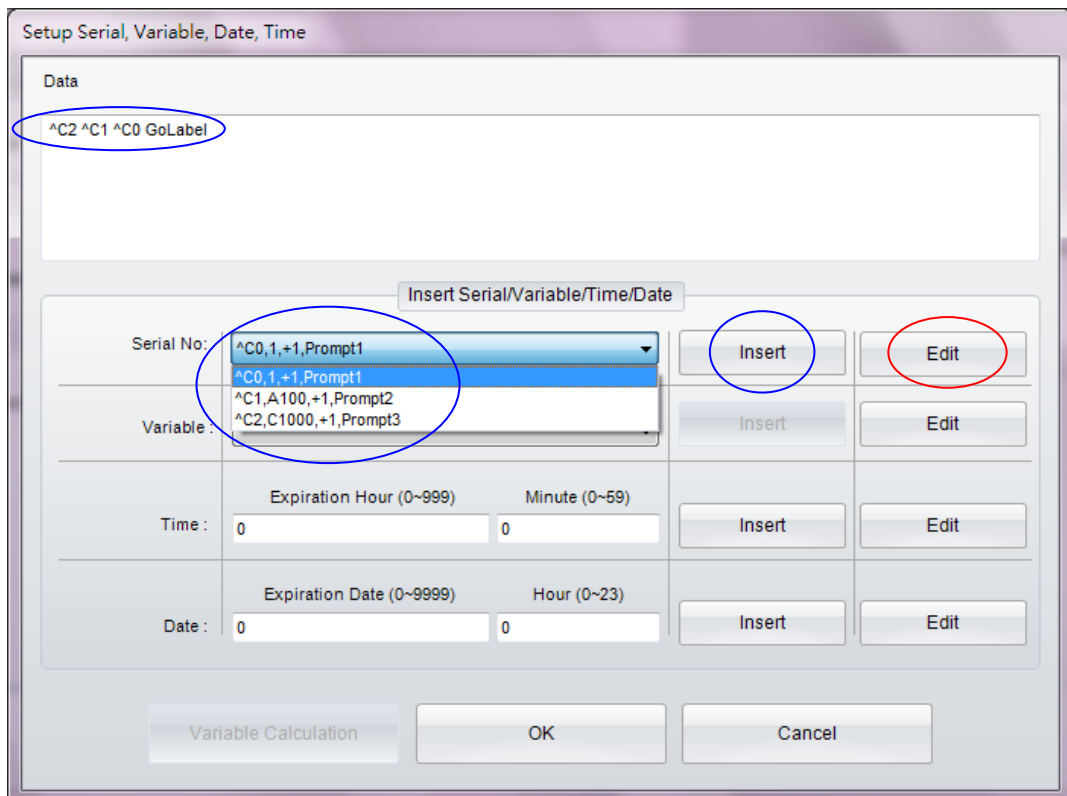 Setup Serial, Variable, Date, Time
Data
^C2 ^C1 ^C0 GoLabel
Insert Serial/Variable/Time/Date
Serial No: ^C0,1,+1,Prompt1 Insert Edit
^C0,1,+1,Prompt1
^C1,A100,+1,Prompt2
^C2,C1000,+1,Prompt3
Variable : Insert Edit
Expiration Hour (0~999) Minute (0~59)
Time : 0 0 Insert Edit
Expiration Date (0~9999) Hour (0~23)
Date : 0 0 Insert Edit
Variable Calculation OK Cancel